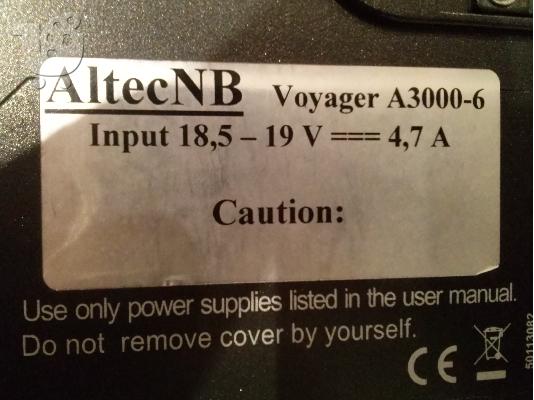 AltecNB Voyager A3000-6
Input 18,5 – 19 V === 4,7 A
Caution:
Use only power supplies listed in the user manual.
Do not remove cover by yourself.
CE
50113082